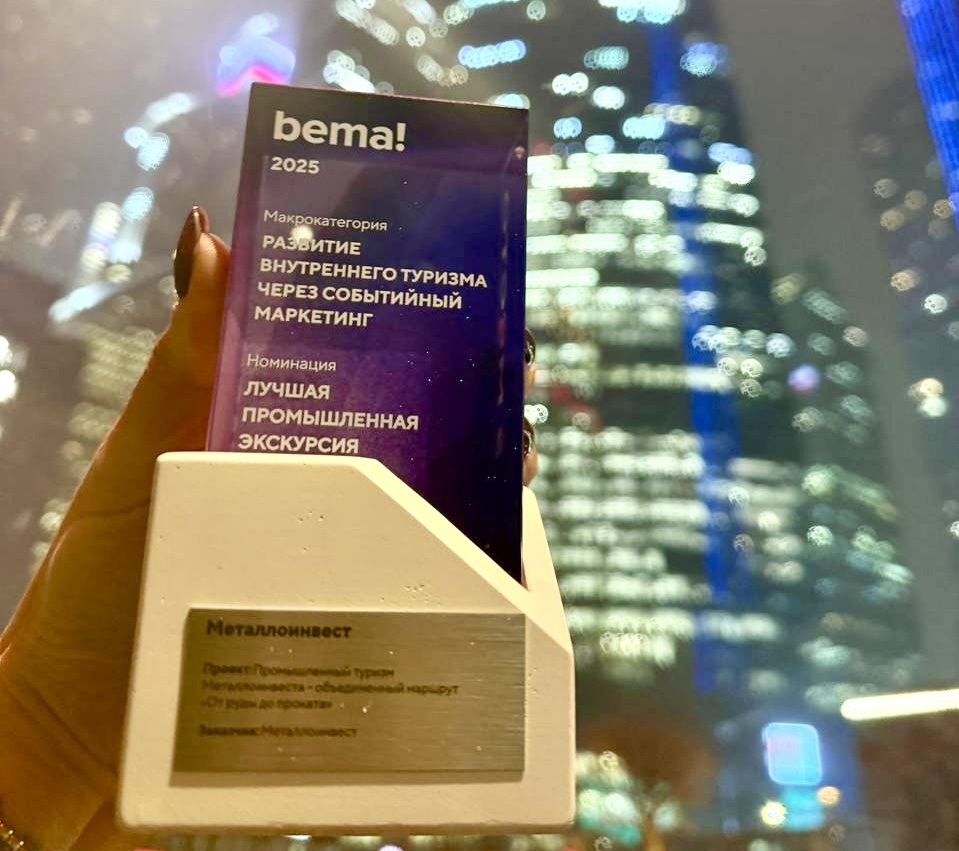 bema!
2025
Макрокатегория
РАЗВИТИЕ
ВНУТРЕННЕГО ТУРИЗМА
ЧЕРЕЗ СОБЫТИЙНЫЙ
МАРКЕТИНГ
Номинация
ЛУЧШАЯ
ПРОМЫШЛЕННАЯ
ЭКСКУРСИЯ
Металлоинвест
Проект: Промышленный туризм
Металлоинвеста - объединенный маршрут
«От руды до проката»
Заказчик: Металлоинвест